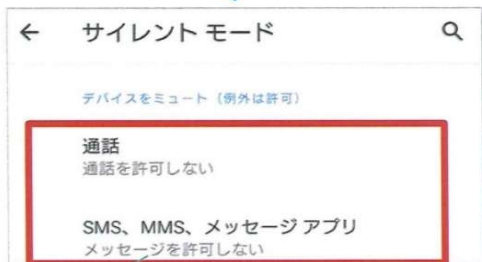 サイレント モード
デバイスをミュート（例外は許可）
通話
通話を許可しない
SMS、MMS、メッセージ アプリ
メッセージを許可しない